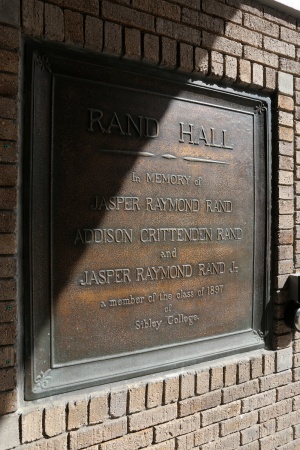 RAND HALL
In MEMORY of
JASPER RAYMOND RAND
ADDISON CRITTENDEN RAND
and
JASPER RAYMOND RAND Jr.
a member of the class of 1897
of
Sibley College.